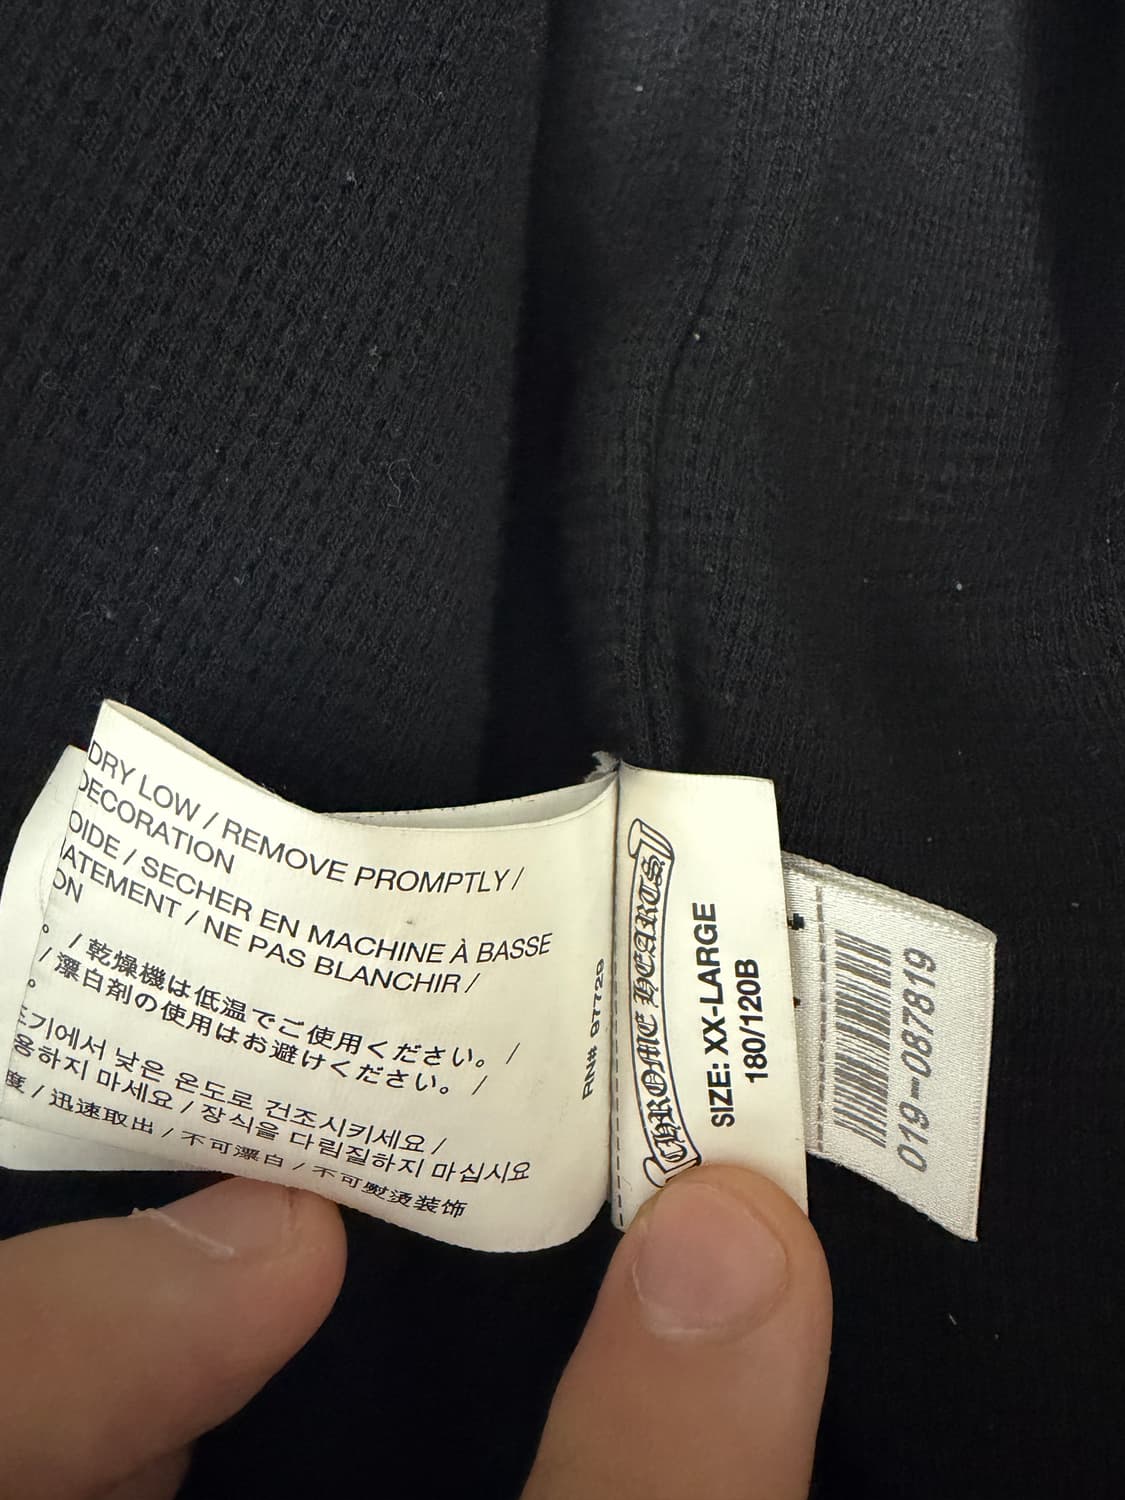 DRY LOW / REMOVE PROMPTLY /
DECORATION
OIDE / SÉCHER EN MACHINE À BASSE
ATEMENT / NE PAS BLANCHIR /
ON
。 / 乾燥機は低温でご使用ください。 /
/ 漂白剤の使用はお避けください。 /
。
기에서 낮은 온도로 건조시키세요 /
용하지 마세요 / 장식을 다림질하지 마십시오
度 / 迅速取出 / 不可漂白 / 不可熨烫装饰
RN# 97729
CHROME HEARTS
SIZE: XX-LARGE
180/120B
019-087819